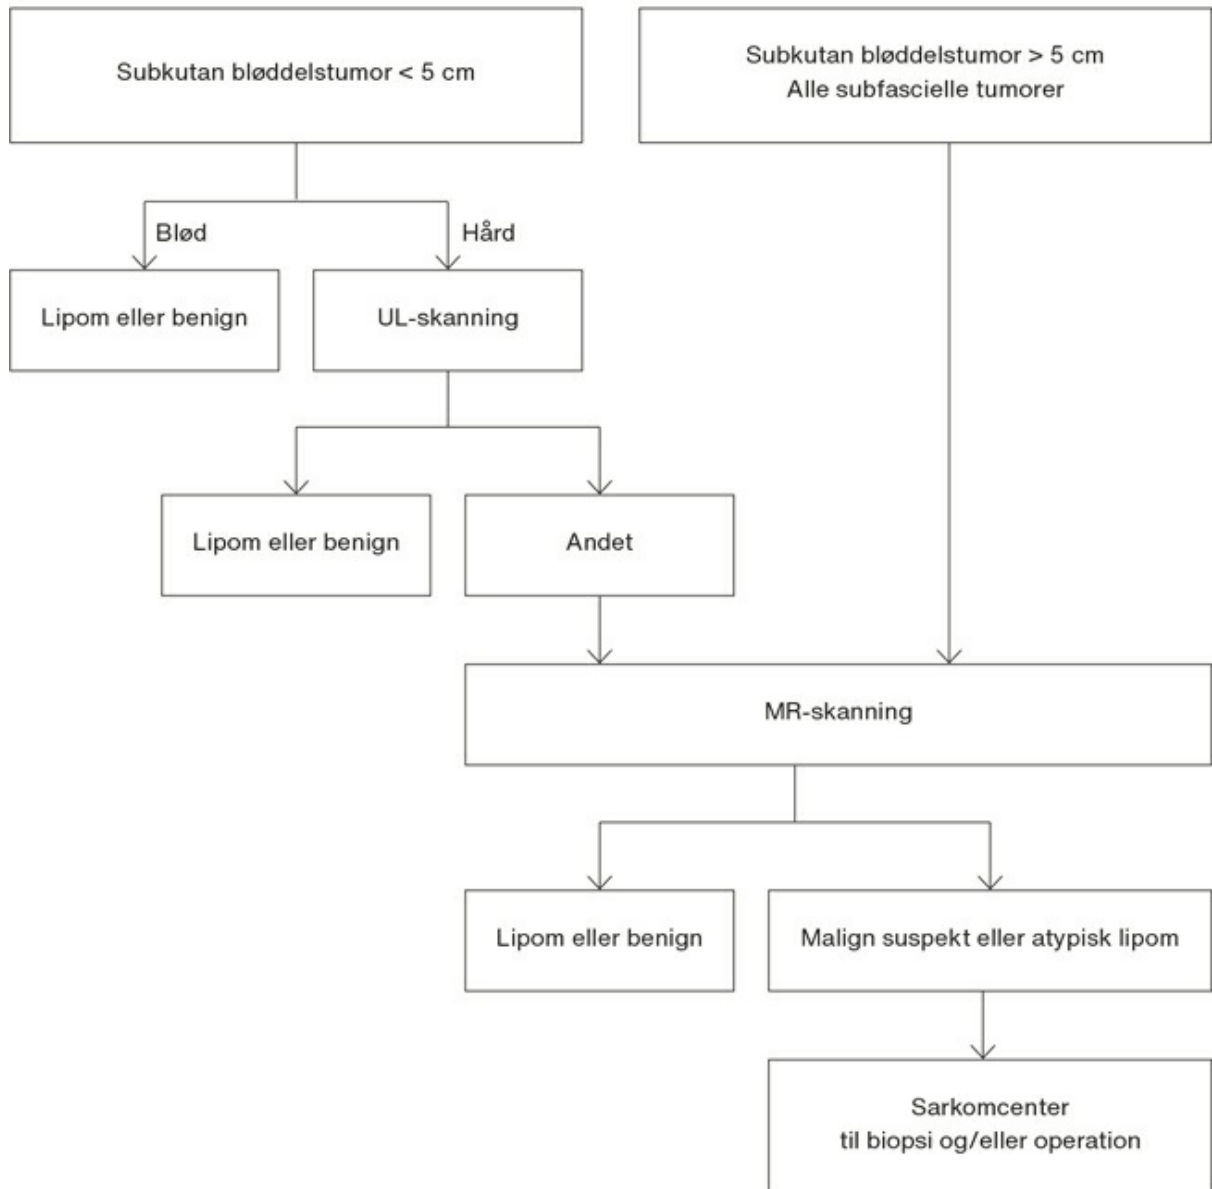 Subkutan bløddelstumor < 5 cm
Subkutan bløddelstumor > 5 cm
Alle subfascielle tumorer
Blød
Hård
Lipom eller benign
UL-skanning
Lipom eller benign
Andet
MR-skanning
Lipom eller benign
Malign suspekt eller atypisk lipom
Sarkomcenter
til biopsi og/eller operation